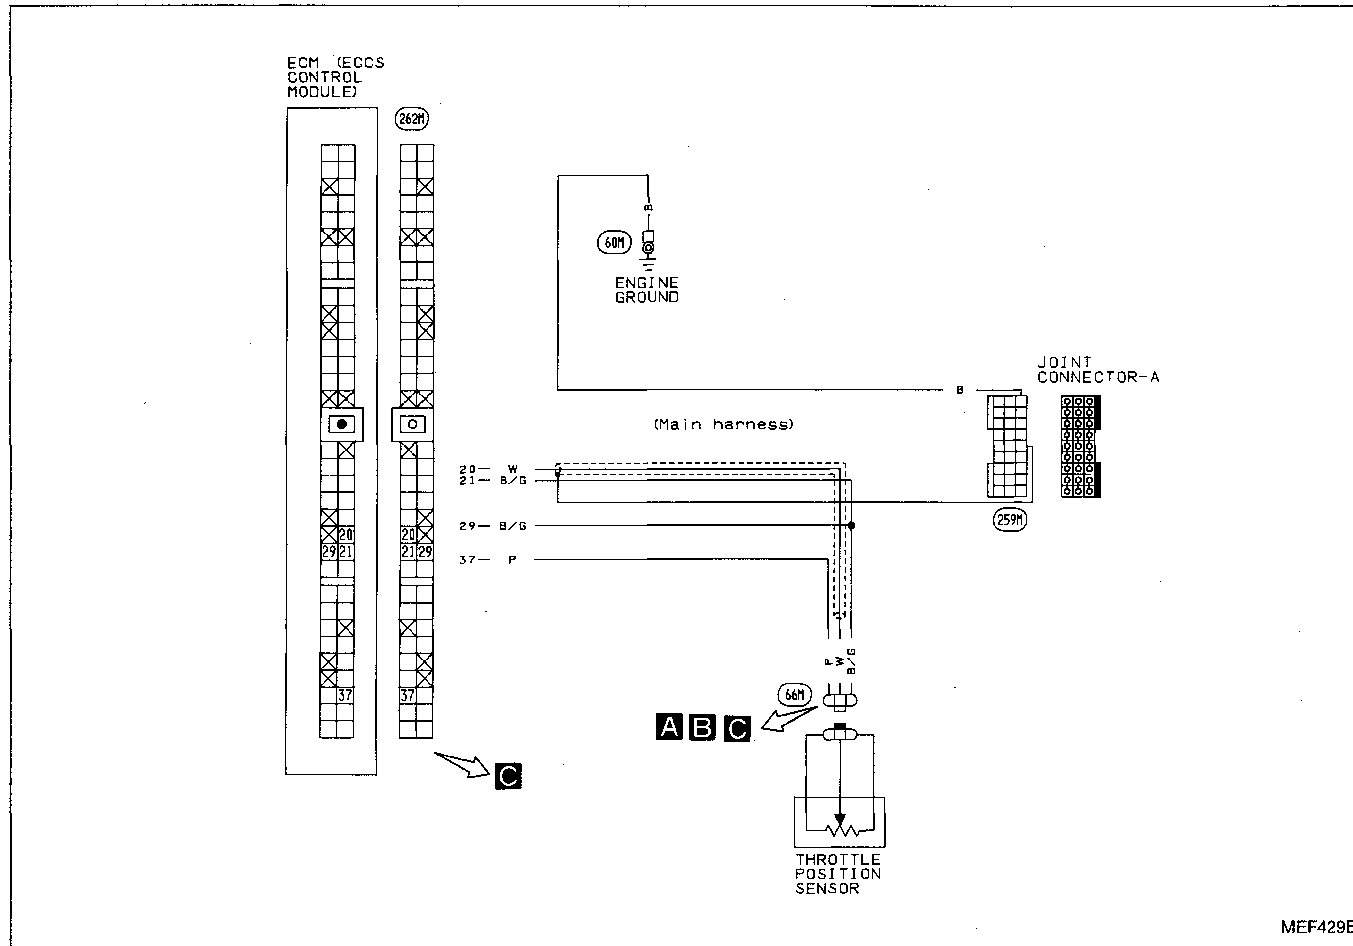 ECM (ECCS
CONTROL
MODULE)
262M
B
60M
ENGINE
GROUND
JOINT
CONNECTOR-A
B
(Main harness)
20— W
21— B/G
259M
20
20
29— B/G
29 21
21 29
37— P
P
W
B/G
37
37
66M
A B C
C
THROTTLE
POSITION
SENSOR
MEF429E